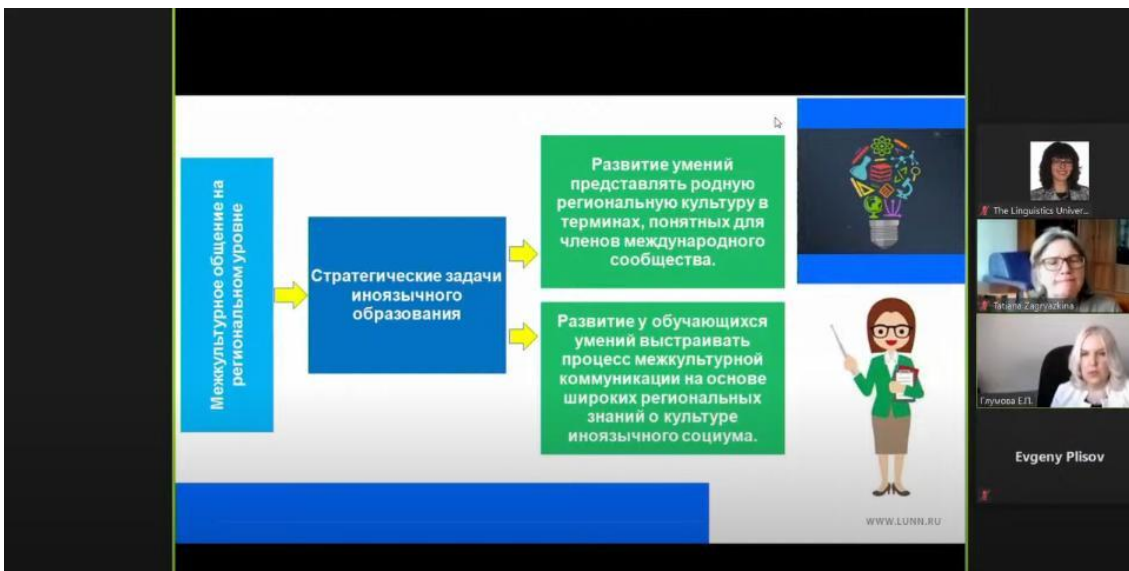 Межкультурное общение на
региональном уровне
Стратегические задачи
иноязычного
образования
Развитие умений
представлять родную
региональную культуру в
терминах, понятных для
членов международного
сообщества.
Развитие у обучающихся
умений выстраивать
процесс межкультурной
коммуникации на основе
широких региональных
знаний о культуре
иноязычного социума.
WWW.LUNN.RU
The Linguistics Univer...
Tatiana Zagryazkina
Глумова Е.П.
Evgeny Plisov